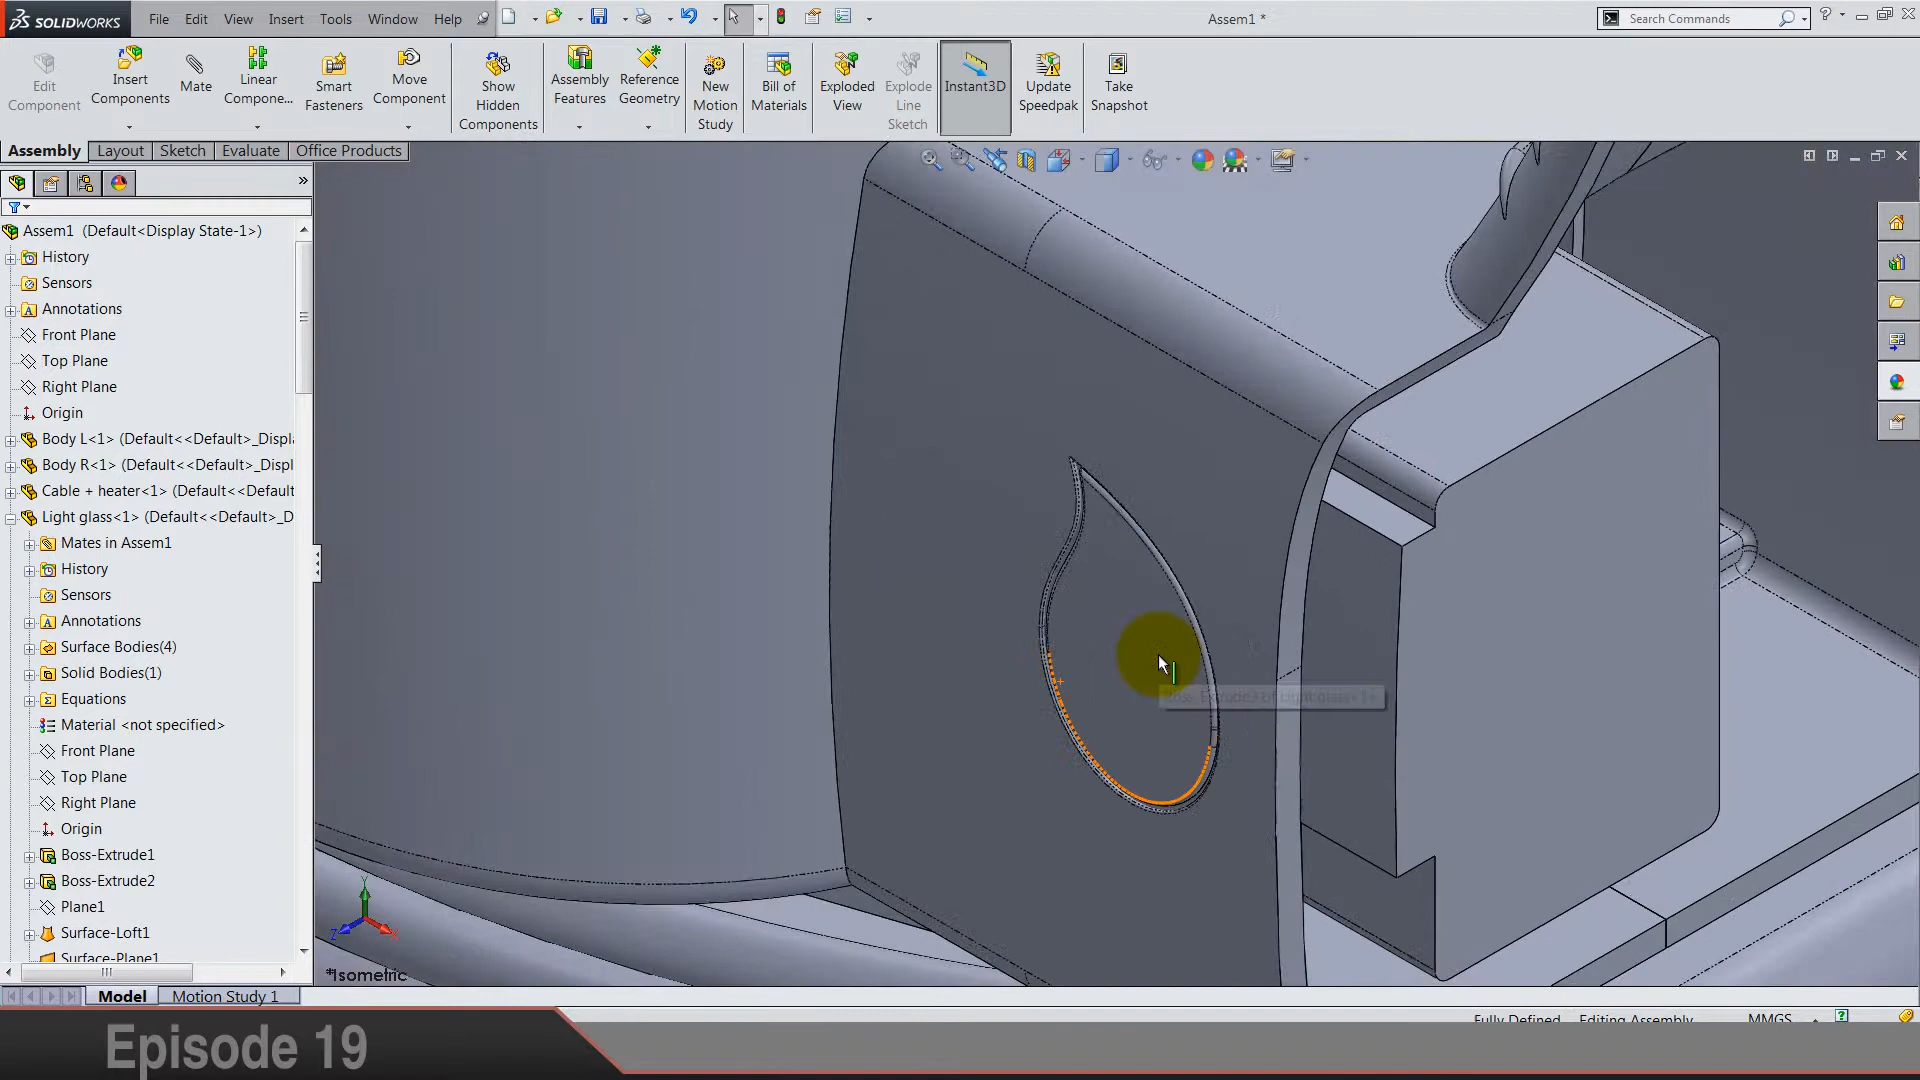 SOLIDWORKS
File Edit View Insert Tools Window Help
Assem1 *
Search Commands
Edit Component
Insert Components
Mate
Linear Compone...
Smart Fasteners
Move Component
Show Hidden Components
Assembly Features
Reference Geometry
New Motion Study
Bill of Materials
Exploded View
Explode Line Sketch
Instant3D
Update Speedpak
Take Snapshot
Assembly Layout Sketch Evaluate Office Products
Assem1 (Default<Display State-1>)
History
Sensors
Annotations
Front Plane
Top Plane
Right Plane
Origin
Body L<1> (Default<<Default>_Displ
Body R<1> (Default<<Default>_Displ
Cable + heater<1> (Default<<Default
Light glass<1> (Default<<Default>_D
Mates in Assem1
History
Sensors
Annotations
Surface Bodies(4)
Solid Bodies(1)
Equations
Material <not specified>
Front Plane
Top Plane
Right Plane
Origin
Boss-Extrude1
Boss-Extrude2
Plane1
Surface-Loft1
Surface-Plane1
Y
Z
X
*Isometric
Model Motion Study 1
Fully Defined Editing Assembly MMGS
Episode 19